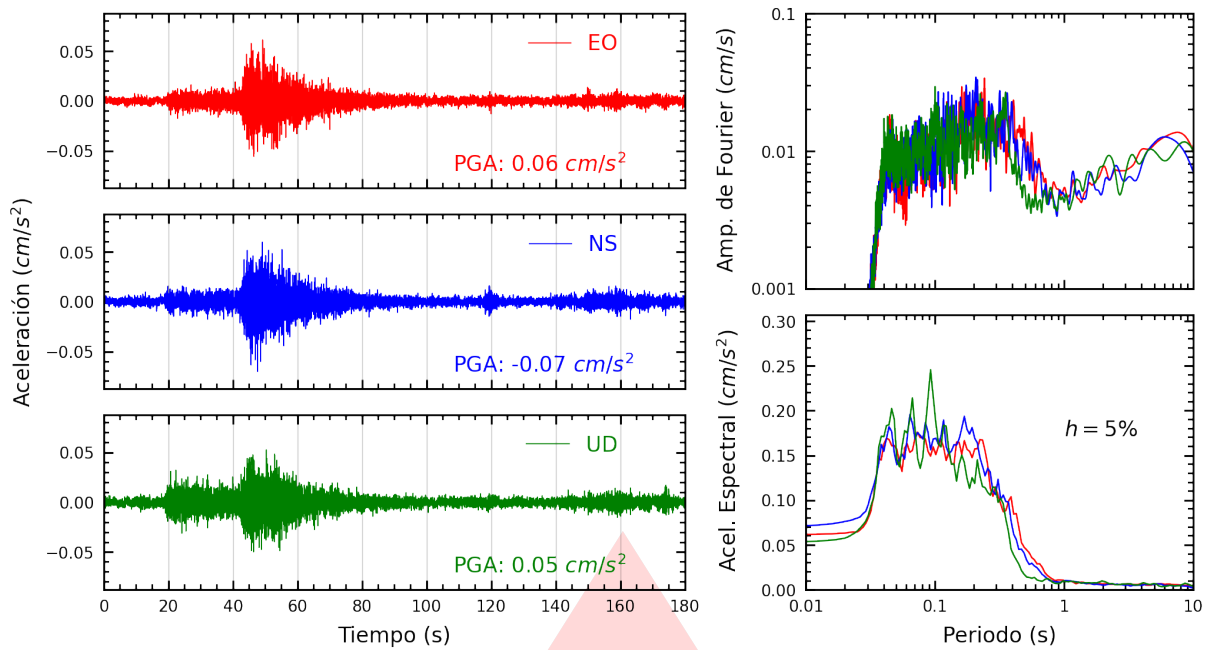 Aceleración (cm/s²)
0.05
0.00
−0.05
EO
PGA: 0.06 cm/s²
0.05
0.00
−0.05
NS
PGA: -0.07 cm/s²
0.05
0.00
−0.05
UD
PGA: 0.05 cm/s²
0 20 40 60 80 100 120 140 160 180
Tiempo (s)
Amp. de Fourier (cm/s)
0.1
0.01
0.001
Acel. Espectral (cm/s²)
0.30
0.25
0.20
0.15
0.10
0.05
0.00
h = 5%
0.01 0.1 1 10
Periodo (s)